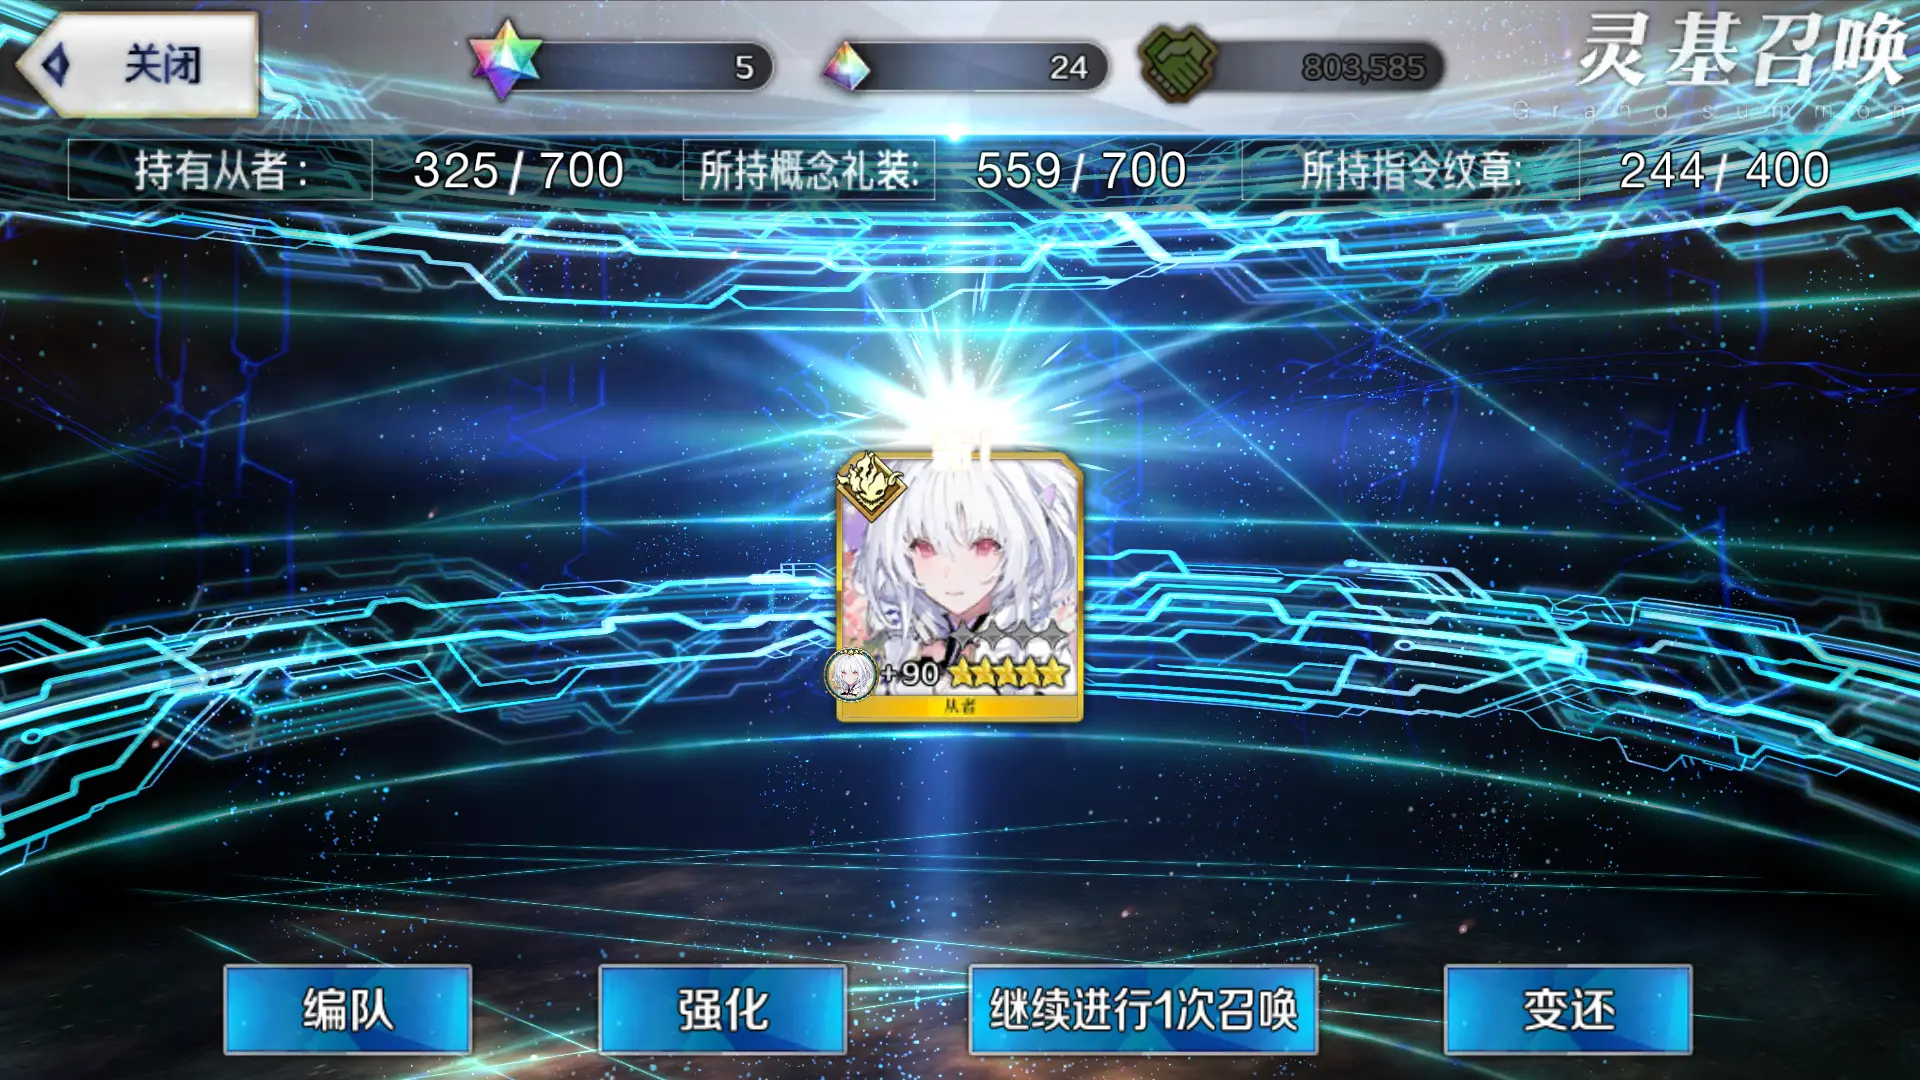 关闭
5
24
803,585
灵基召唤
Grand summon
持有从者：
325 / 700
所持概念礼装:
559 / 700
所持指令纹章:
244 / 400
+90
从者
编队
强化
继续进行1次召唤
变还